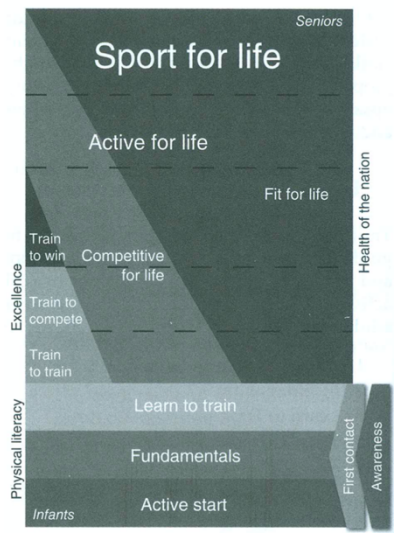 Seniors
Sport for life
Active for life
Fit for life
Train
to win
Competitive
for life
Train to
compete
Train
to train
Learn to train
Fundamentals
Active start
Infants
Excellence
Physical literacy
Health of the nation
First contact
Awareness